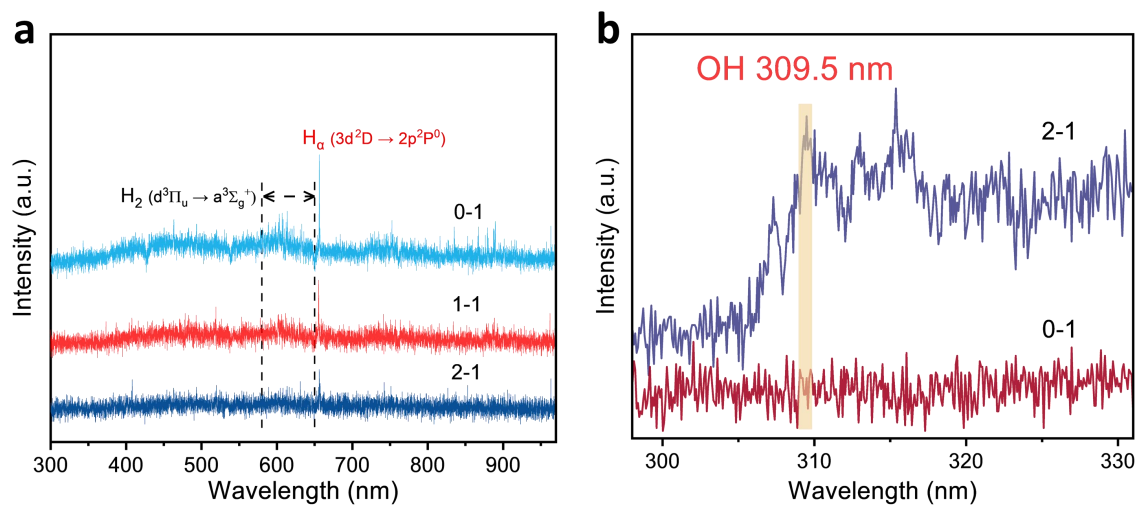 a
Intensity (a.u.)
Hα (3d²D → 2p²P⁰)
H₂ (d³Πᵤ → a³Σg⁺)
0-1
1-1
2-1
300 400 500 600 700 800 900
Wavelength (nm)
b
Intensity (a.u.)
OH 309.5 nm
2-1
0-1
300 310 320 330
Wavelength (nm)